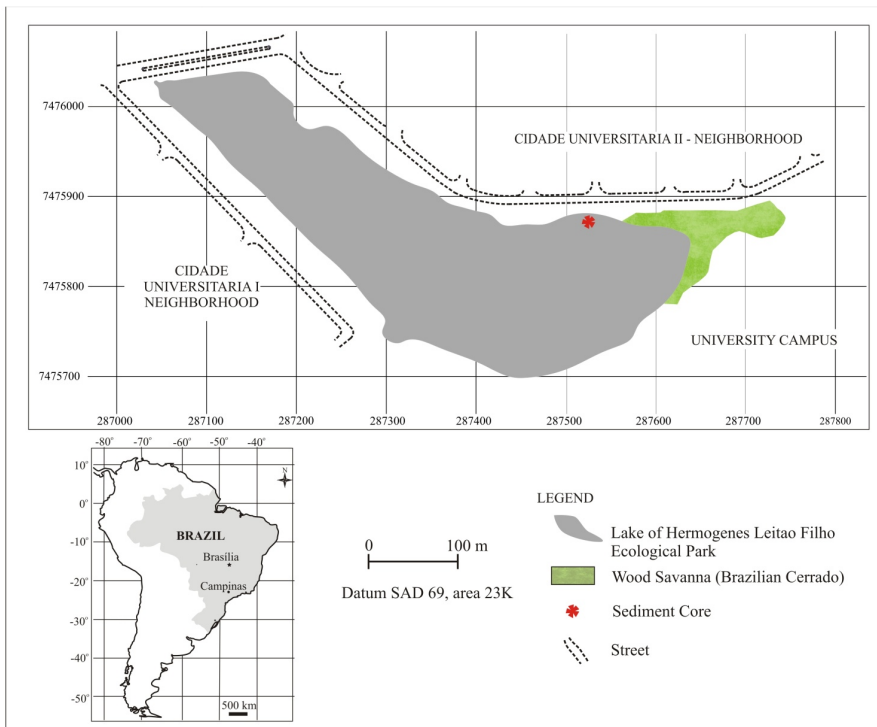 7476000
CIDADE UNIVERSITARIA II - NEIGHBORHOOD
7475900
CIDADE
UNIVERSITARIA I
NEIGHBORHOOD
7475800
UNIVERSITY CAMPUS
7475700
287000 287100 287200 287300 287400 287500 287600 287700 287800
-80° -70° -60° -50° -40°
10°
0°
-10°
-20°
-30°
-40°
-50°
N
BRAZIL
Brasília
Campinas
500 km
0 100 m
Datum SAD 69, area 23K
LEGEND
Lake of Hermogenes Leitao Filho
Ecological Park
Wood Savanna (Brazilian Cerrado)
Sediment Core
Street